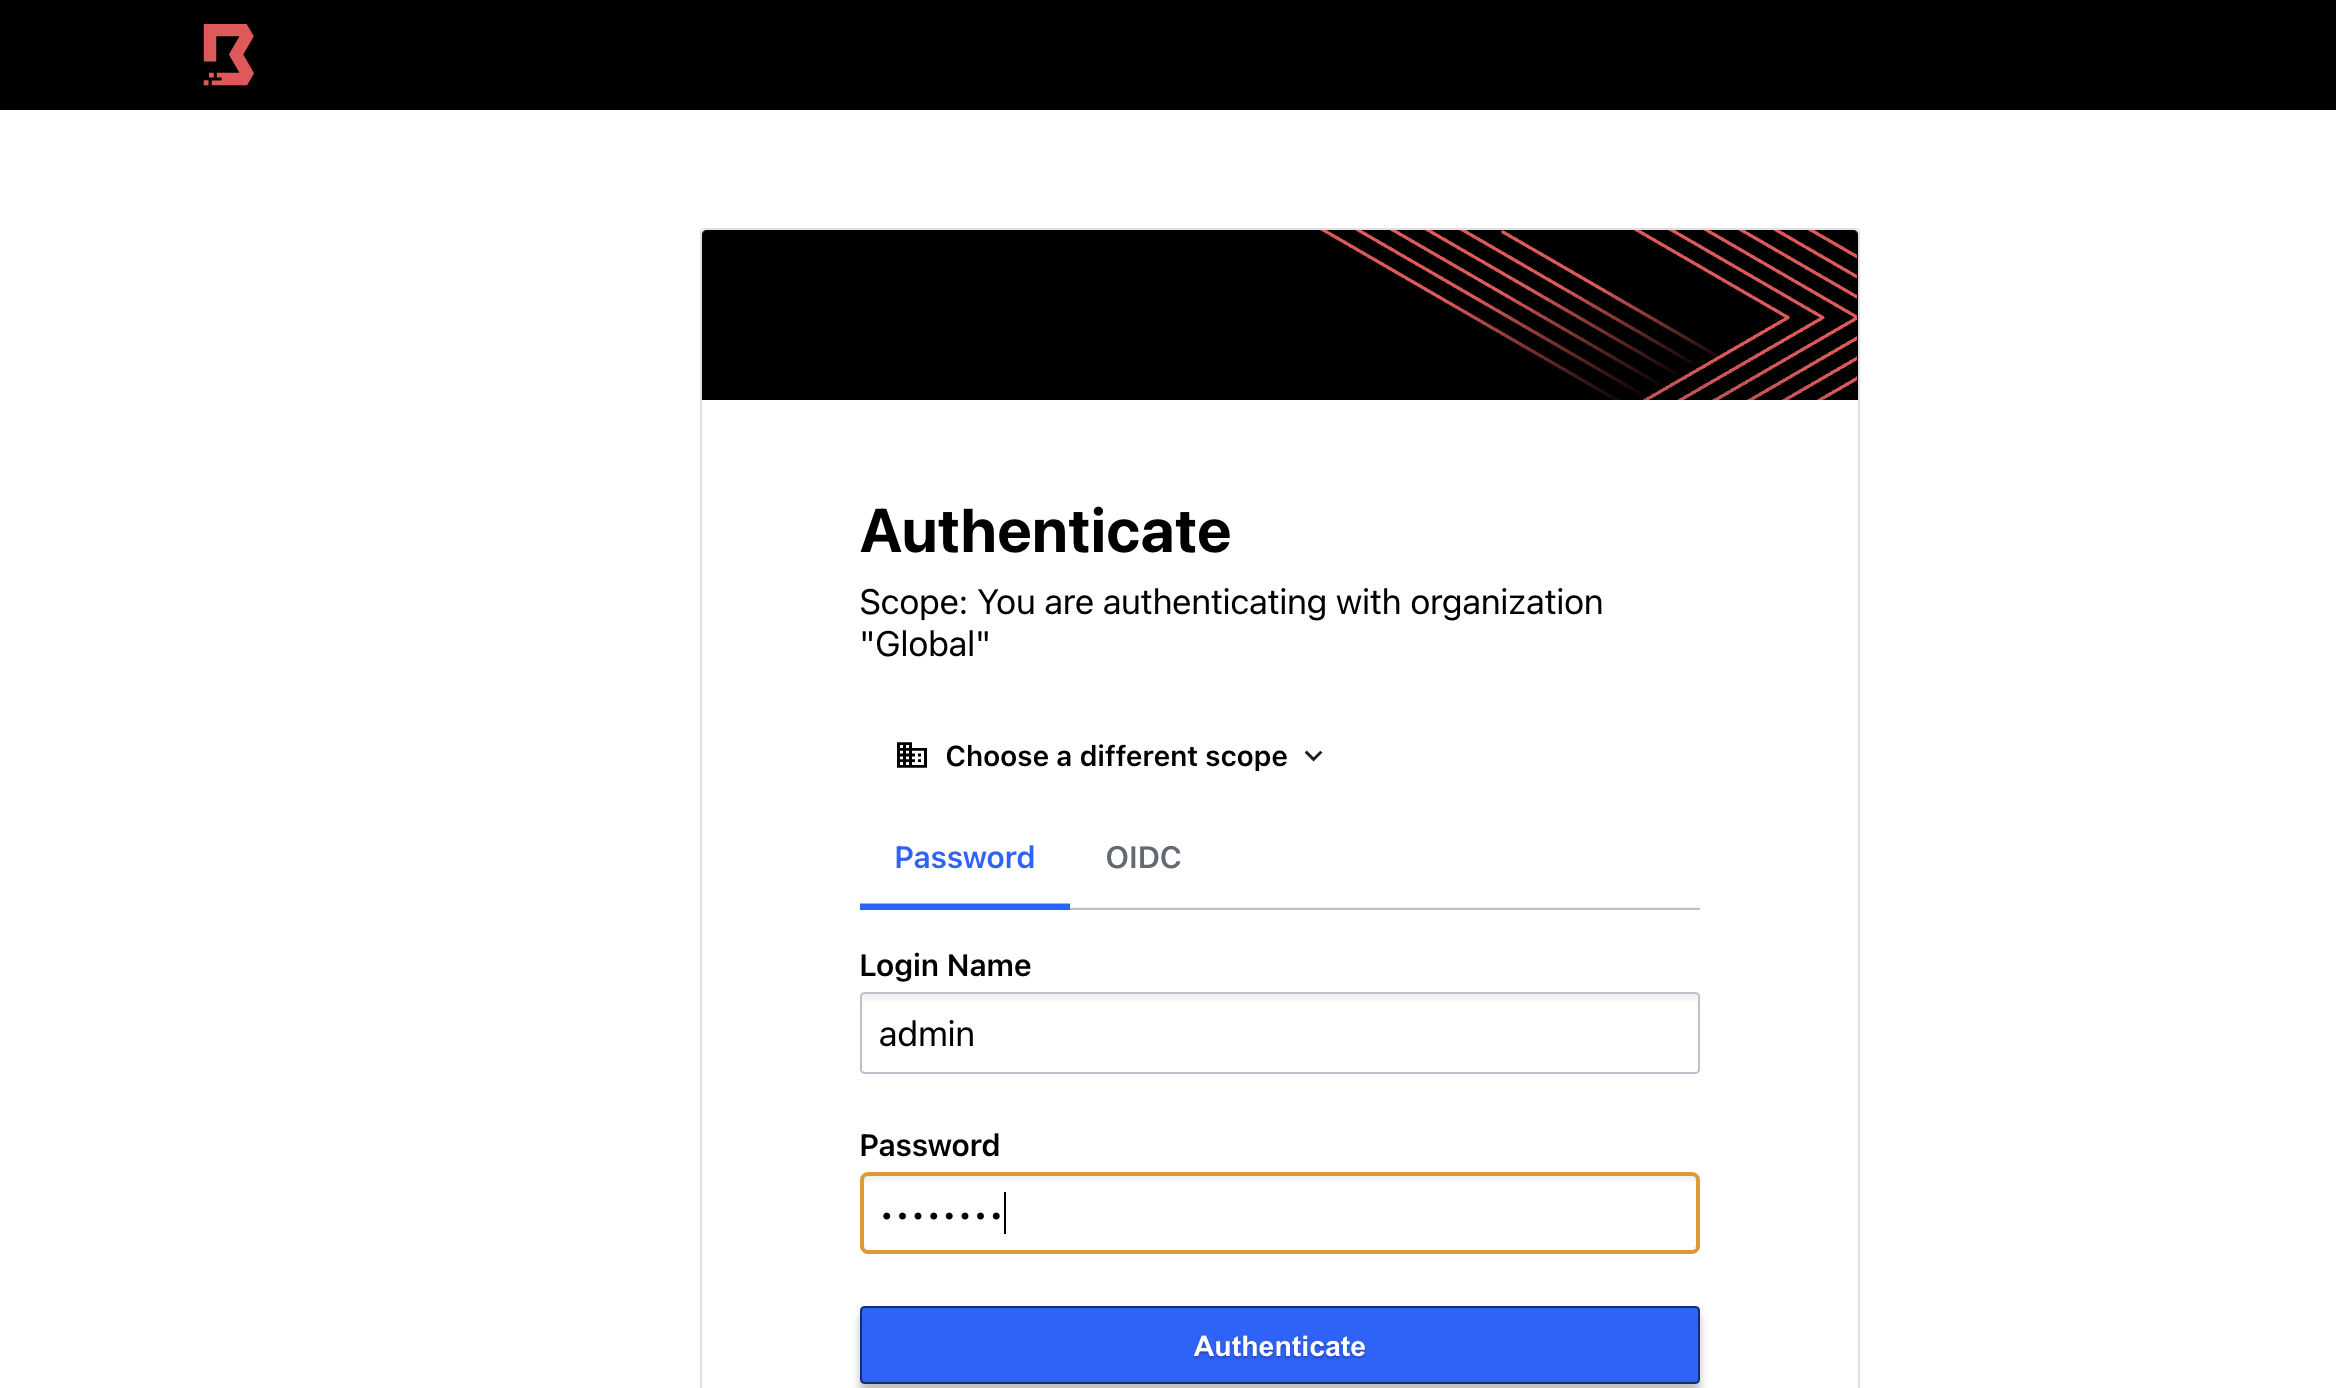 Authenticate
Scope: You are authenticating with organization
"Global"
Choose a different scope
Password OIDC
Login Name
admin
Password
••••••••
Authenticate